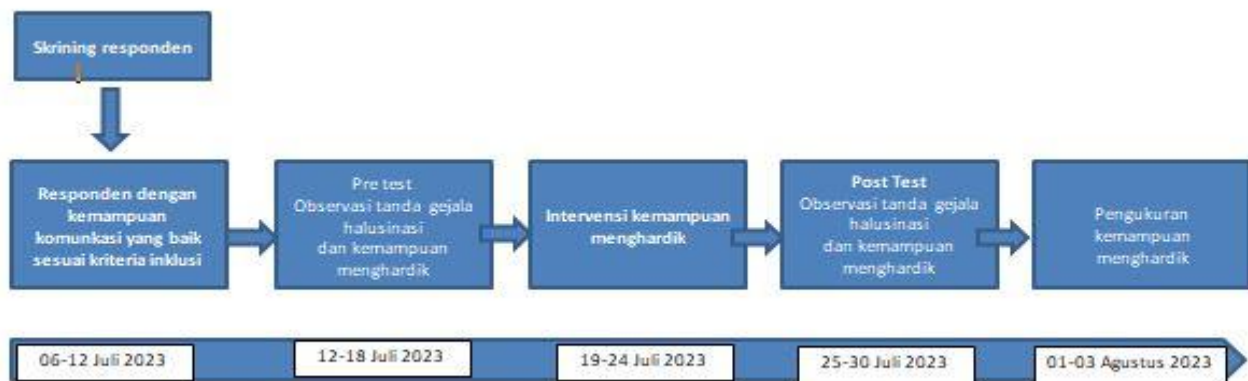 Skrining responden
Responden dengan
kemampuan
komunkasi yang baik
sesuai kriteria inklusi
Pre test
Observasi tanda gejala
halusinasi
dan kemampuan
menghardik
Intervensi kemampuan
menghardik
Post Test
Observasi tanda gejala
halusinasi
dan kemampuan
menghardik
Pengukuran
kemampuan
menghardik
06-12 Juli 2023
12-18 Juli 2023
19-24 Juli 2023
25-30 Juli 2023
01-03 Agustus 2023